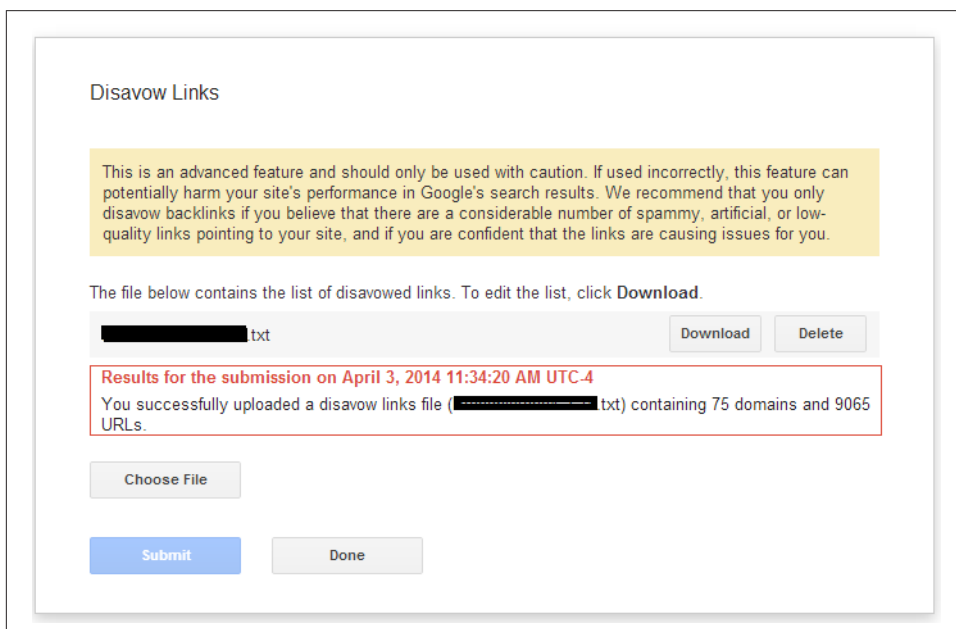 Disavow Links
This is an advanced feature and should only be used with caution. If used incorrectly, this feature can
potentially harm your site's performance in Google's search results. We recommend that you only
disavow backlinks if you believe that there are a considerable number of spammy, artificial, or low-
quality links pointing to your site, and if you are confident that the links are causing issues for you.
The file below contains the list of disavowed links. To edit the list, click Download.
.txt Download Delete
Results for the submission on April 3, 2014 11:34:20 AM UTC-4
You successfully uploaded a disavow links file (.txt) containing 75 domains and 9065
URLs.
Choose File
Submit Done